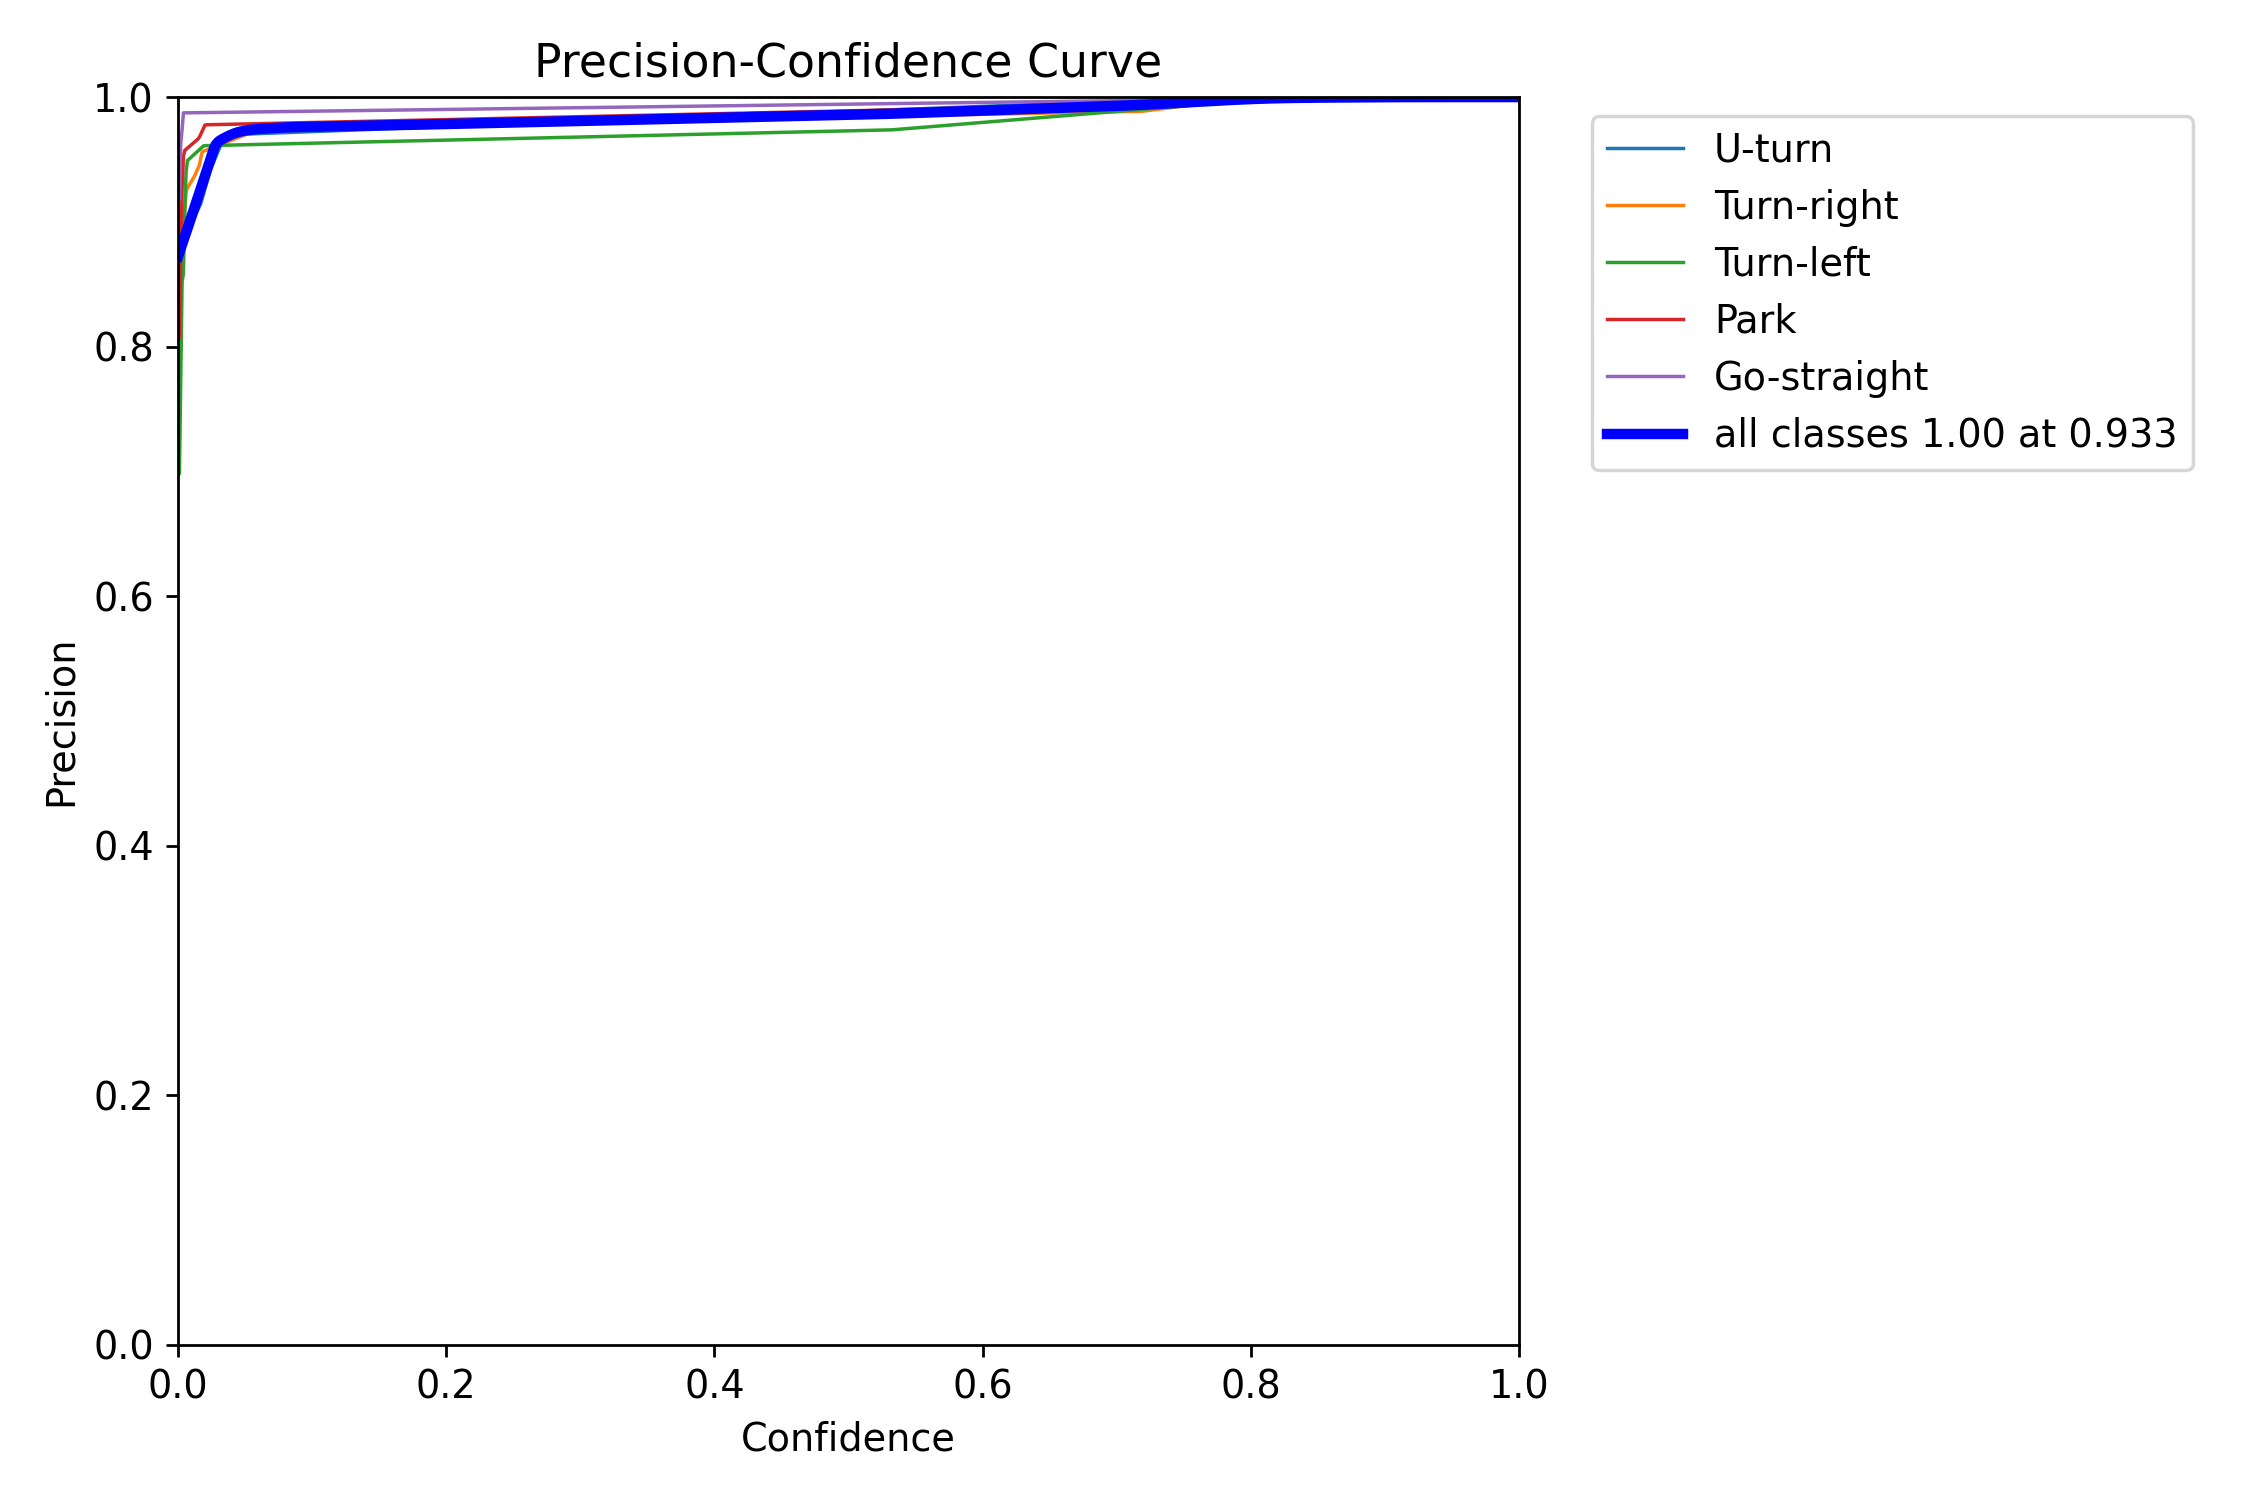 Precision-Confidence Curve
1.0
0.8
0.6
0.4
0.2
0.0
Precision
0.0 0.2 0.4 0.6 0.8 1.0
Confidence
U-turn
Turn-right
Turn-left
Park
Go-straight
all classes 1.00 at 0.933